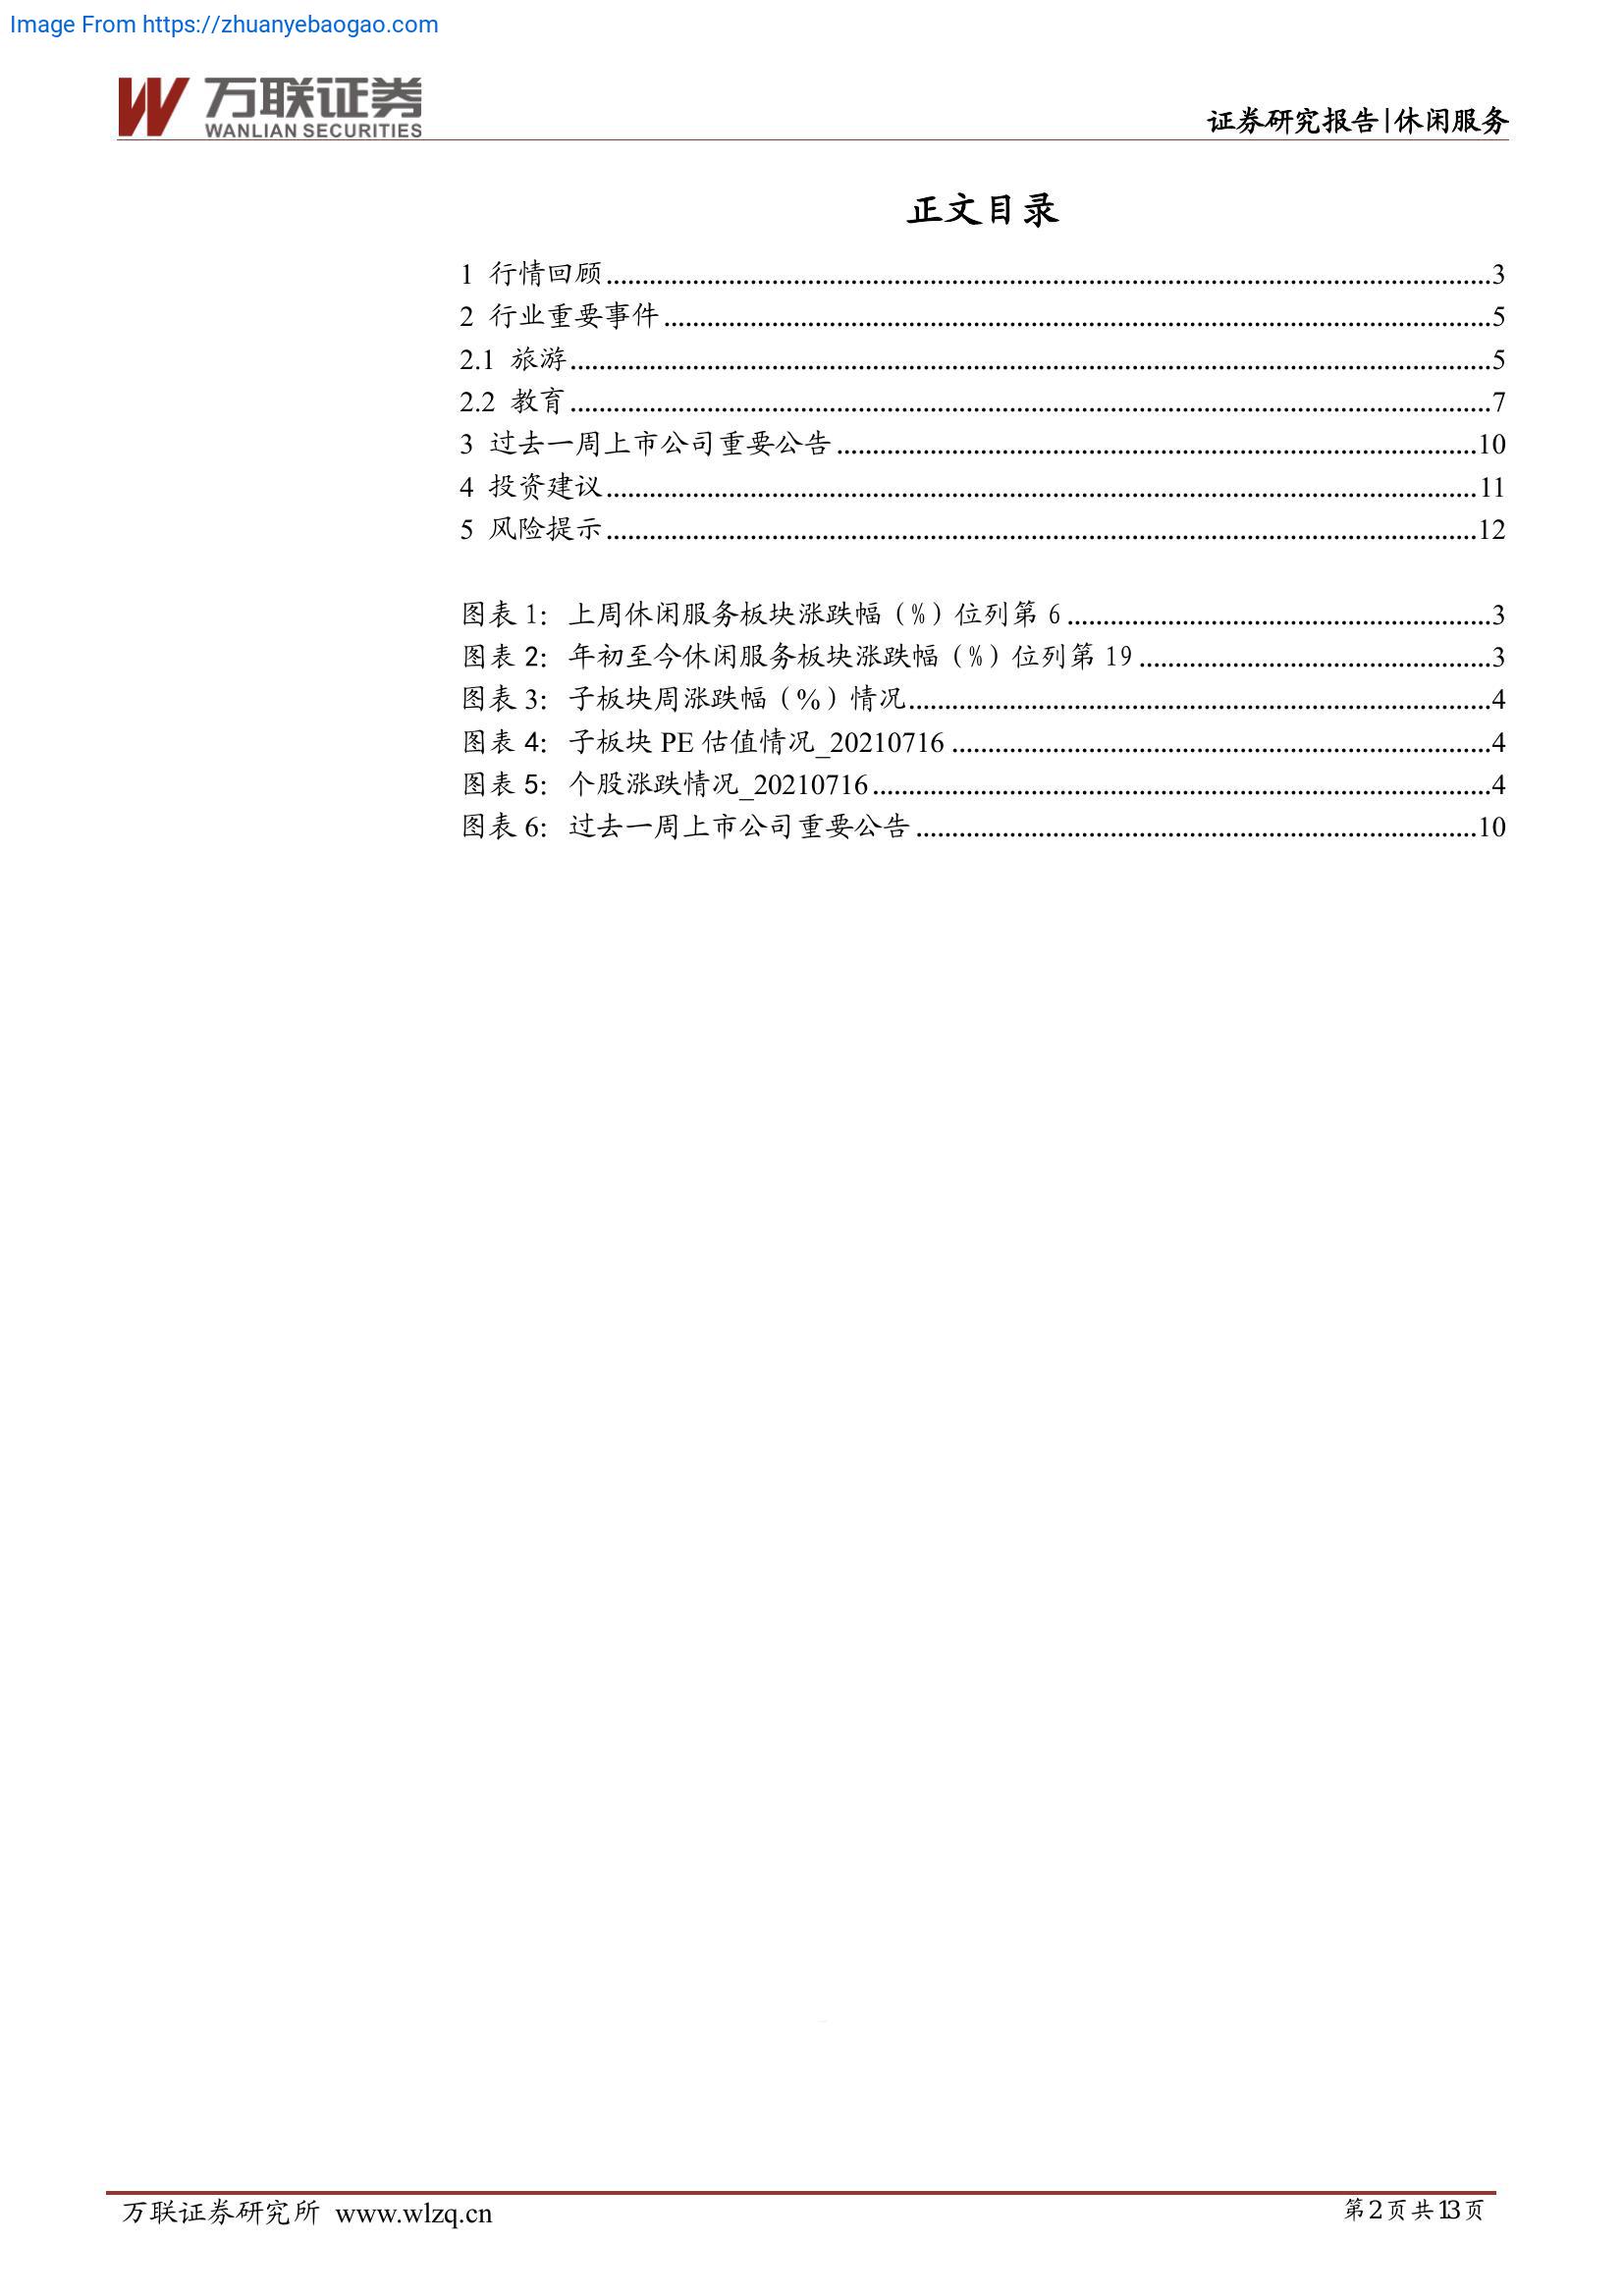 Image From https://zhuanyebaogao.com
万联证券
WANLIAN SECURITIES
证券研究报告|休闲服务
正文目录
1 行情回顾 3
2 行业重要事件 5
2.1 旅游 5
2.2 教育 7
3 过去一周上市公司重要公告 10
4 投资建议 11
5 风险提示 12
图表 1：上周休闲服务板块涨跌幅（%）位列第 6 3
图表 2：年初至今休闲服务板块涨跌幅（%）位列第 19 3
图表 3：子板块周涨跌幅（%）情况 4
图表 4：子板块 PE 估值情况_20210716 4
图表 5：个股涨跌情况_20210716 4
图表 6：过去一周上市公司重要公告 10
万联证券研究所 www.wlzq.cn
第2页共13页